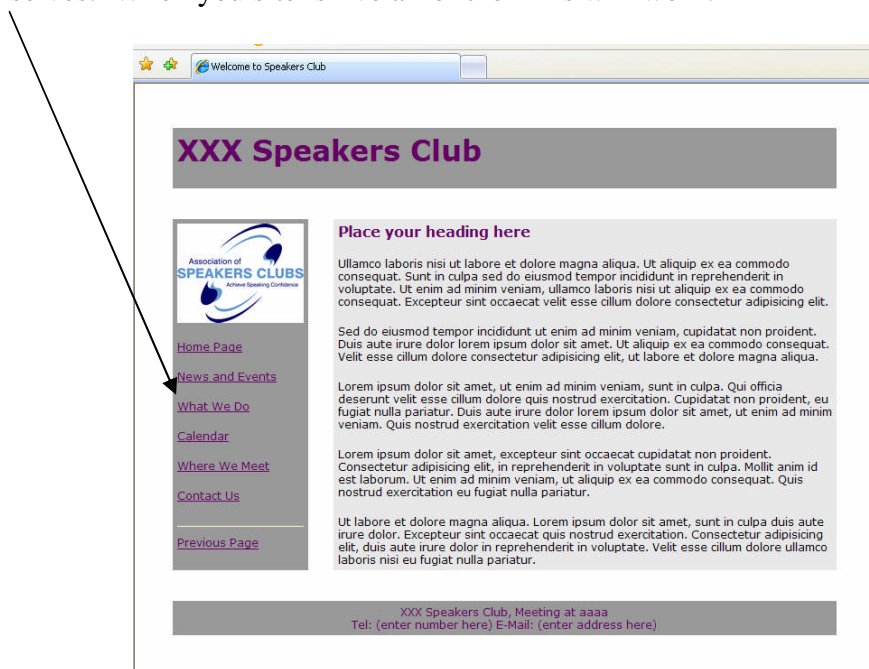 Welcome to Speakers Club
XXX Speakers Club
Association of
SPEAKERS CLUBS
Achieve Speaking Confidence
Home Page
News and Events
What We Do
Calendar
Where We Meet
Contact Us
Previous Page
Place your heading here
Ullamco laboris nisi ut labore et dolore magna aliqua. Ut aliquip ex ea commodo
consequat. Sunt in culpa sed do eiusmod tempor incididunt in reprehenderit in
voluptate. Ut enim ad minim veniam, ullamco laboris nisi ut aliquip ex ea commodo
consequat. Excepteur sint occaecat velit esse cillum dolore consectetur adipisicing elit.
Sed do eiusmod tempor incididunt ut enim ad minim veniam, cupidatat non proident.
Duis aute irure dolor lorem ipsum dolor sit amet. Ut aliquip ex ea commodo consequat.
Velit esse cillum dolore consectetur adipisicing elit, ut labore et dolore magna aliqua.
Lorem ipsum dolor sit amet, ut enim ad minim veniam, sunt in culpa. Qui officia
deserunt velit esse cillum dolore quis nostrud exercitation. Cupidatat non proident, eu
fugiat nulla pariatur. Duis aute irure dolor lorem ipsum dolor sit amet, ut enim ad minim
veniam. Quis nostrud exercitation velit esse cillum dolore.
Lorem ipsum dolor sit amet, excepteur sint occaecat cupidatat non proident.
Consectetur adipisicing elit, in reprehenderit in voluptate sunt in culpa. Mollit anim id
est laborum. Ut enim ad minim veniam, ut aliquip ex ea commodo consequat. Quis
nostrud exercitation eu fugiat nulla pariatur.
Ut labore et dolore magna aliqua. Lorem ipsum dolor sit amet, sunt in culpa duis aute
irure dolor. Excepteur sint occaecat quis nostrud exercitation. Consectetur adipisicing
elit, duis aute irure dolor in reprehenderit in voluptate. Velit esse cillum dolore ullamco
laboris nisi eu fugiat nulla pariatur.
XXX Speakers Club, Meeting at aaaa
Tel: (enter number here) E-Mail: (enter address here)